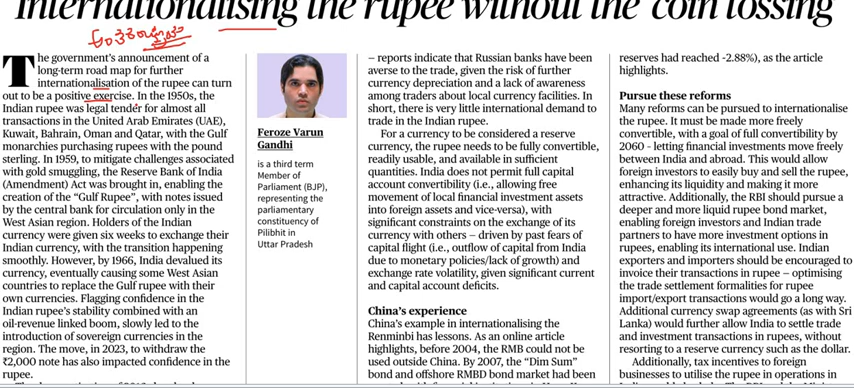 Internationalising the rupee without the coin tossing
The government's announcement of a
long-term road map for further
internationalisation of the rupee can turn
out to be a positive exercise. In the 1950s, the
Indian rupee was legal tender for almost all
transactions in the United Arab Emirates (UAE),
Kuwait, Bahrain, Oman and Qatar, with the Gulf
monarchies purchasing rupees with the pound
sterling. In 1959, to mitigate challenges associated
with gold smuggling, the Reserve Bank of India
(Amendment) Act was brought in, enabling the
creation of the “Gulf Rupee”, with notes issued
by the central bank for circulation only in the
West Asian region. Holders of the Indian
currency were given six weeks to exchange their
Indian currency, with the transition happening
smoothly. However, by 1966, India devalued its
currency, eventually causing some West Asian
countries to replace the Gulf rupee with their
own currencies. Flagging confidence in the
Indian rupee's stability combined with an
oil-revenue linked boom, slowly led to the
introduction of sovereign currencies in the
region. The move, in 2023, to withdraw the
₹2,000 note has also impacted confidence in the
rupee.
Feroze Varun
Gandhi
is a third term
Member of
Parliament (BJP),
representing the
parliamentary
constituency of
Pilibhit in
Uttar Pradesh
– reports indicate that Russian banks have been
averse to the trade, given the risk of further
currency depreciation and a lack of awareness
among traders about local currency facilities. In
short, there is very little international demand to
trade in the Indian rupee.
For a currency to be considered a reserve
currency, the rupee needs to be fully convertible,
readily usable, and available in sufficient
quantities. India does not permit full capital
account convertibility (i.e., allowing free
movement of local financial investment assets
into foreign assets and vice-versa), with
significant constraints on the exchange of its
currency with others – driven by past fears of
capital flight (i.e., outflow of capital from India
due to monetary policies/lack of growth) and
exchange rate volatility, given significant current
and capital account deficits.
China's experience
China's example in internationalising the
Renminbi has lessons. As an online article
highlights, before 2004, the RMB could not be
used outside China. By 2007, the “Dim Sum”
bond and offshore RMBD bond market had been
reserves had reached -2.88%), as the article
highlights.
Pursue these reforms
Many reforms can be pursued to internationalise
the rupee. It must be made more freely
convertible, with a goal of full convertibility by
2060 – letting financial investments move freely
between India and abroad. This would allow
foreign investors to easily buy and sell the rupee,
enhancing its liquidity and making it more
attractive. Additionally, the RBI should pursue a
deeper and more liquid rupee bond market,
enabling foreign investors and Indian trade
partners to have more investment options in
rupees, enabling its international use. Indian
exporters and importers should be encouraged to
invoice their transactions in rupee – optimising
the trade settlement formalities for rupee
import/export transactions would go a long way.
Additional currency swap agreements (as with Sri
Lanka) would further allow India to settle trade
and investment transactions in rupees, without
resorting to a reserve currency such as the dollar.
Additionally, tax incentives to foreign
businesses to utilise the rupee in operations in